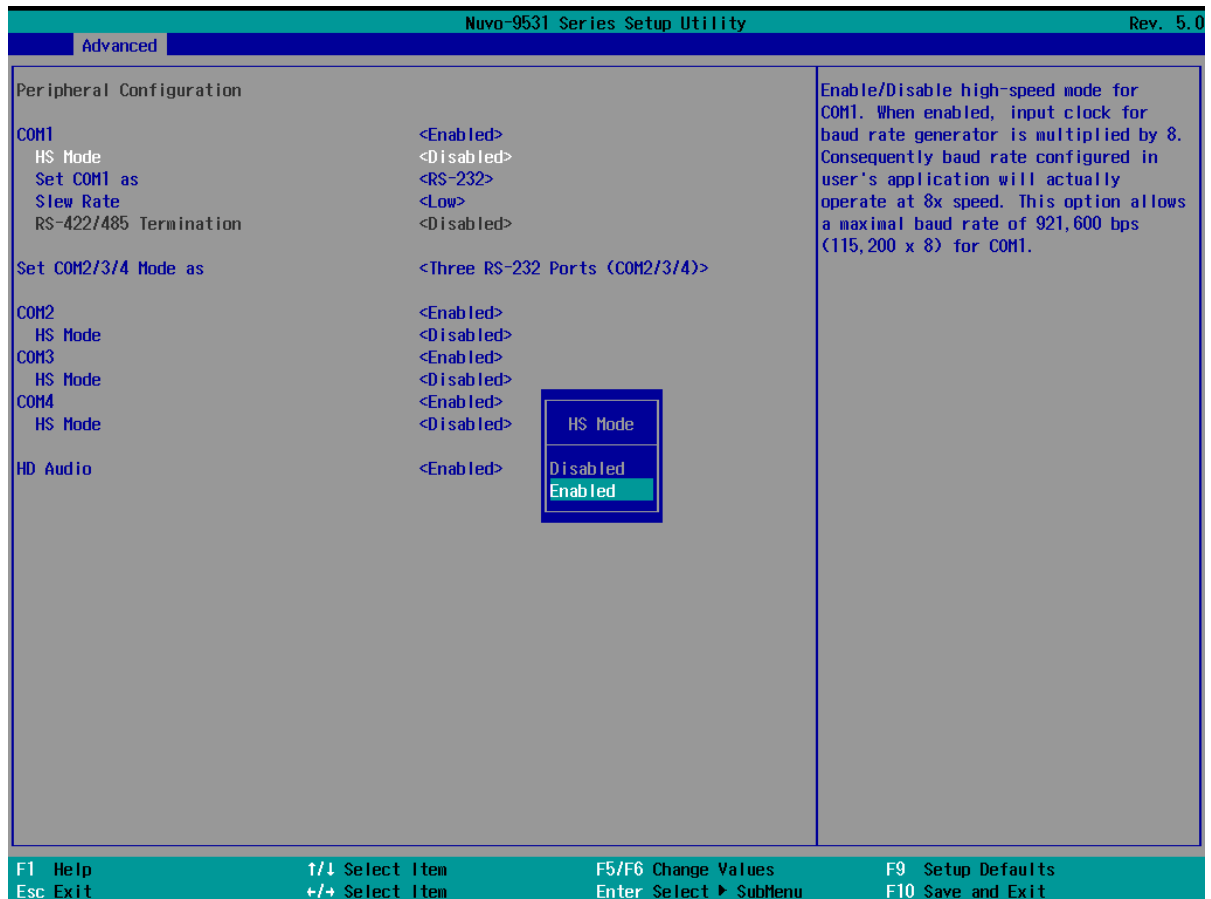 Nuvo-9531 Series Setup Utility Rev. 5.0
Advanced
Peripheral Configuration
COM1 <Enabled>
HS Mode <Disabled>
Set COM1 as <RS-232>
Slew Rate <Low>
RS-422/485 Termination <Disabled>
Set COM2/3/4 Mode as <Three RS-232 Ports (COM2/3/4)>
COM2 <Enabled>
HS Mode <Disabled>
COM3 <Enabled>
HS Mode <Disabled>
COM4 <Enabled>
HS Mode <Disabled>
HD Audio <Enabled>
HS Mode
Disabled
Enabled
Enable/Disable high-speed mode for
COM1. When enabled, input clock for
baud rate generator is multiplied by 8.
Consequently baud rate configured in
user's application will actually
operate at 8x speed. This option allows
a maximal baud rate of 921,600 bps
(115,200 x 8) for COM1.
F1 Help ↑/↓ Select Item F5/F6 Change Values F9 Setup Defaults
Esc Exit ←/→ Select Item Enter Select ▶ SubMenu F10 Save and Exit